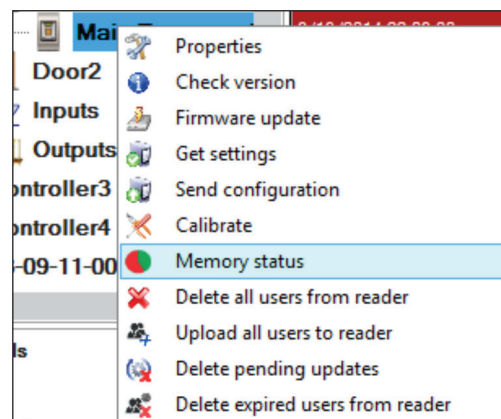 Mai
Properties
Door2
Check version
Inputs
Firmware update
Outputs
Get settings
ontroller3
Send configuration
ontroller4
Calibrate
-09-11-00
Memory status
Delete all users from reader
ls
Upload all users to reader
Delete pending updates
Delete expired users from reader